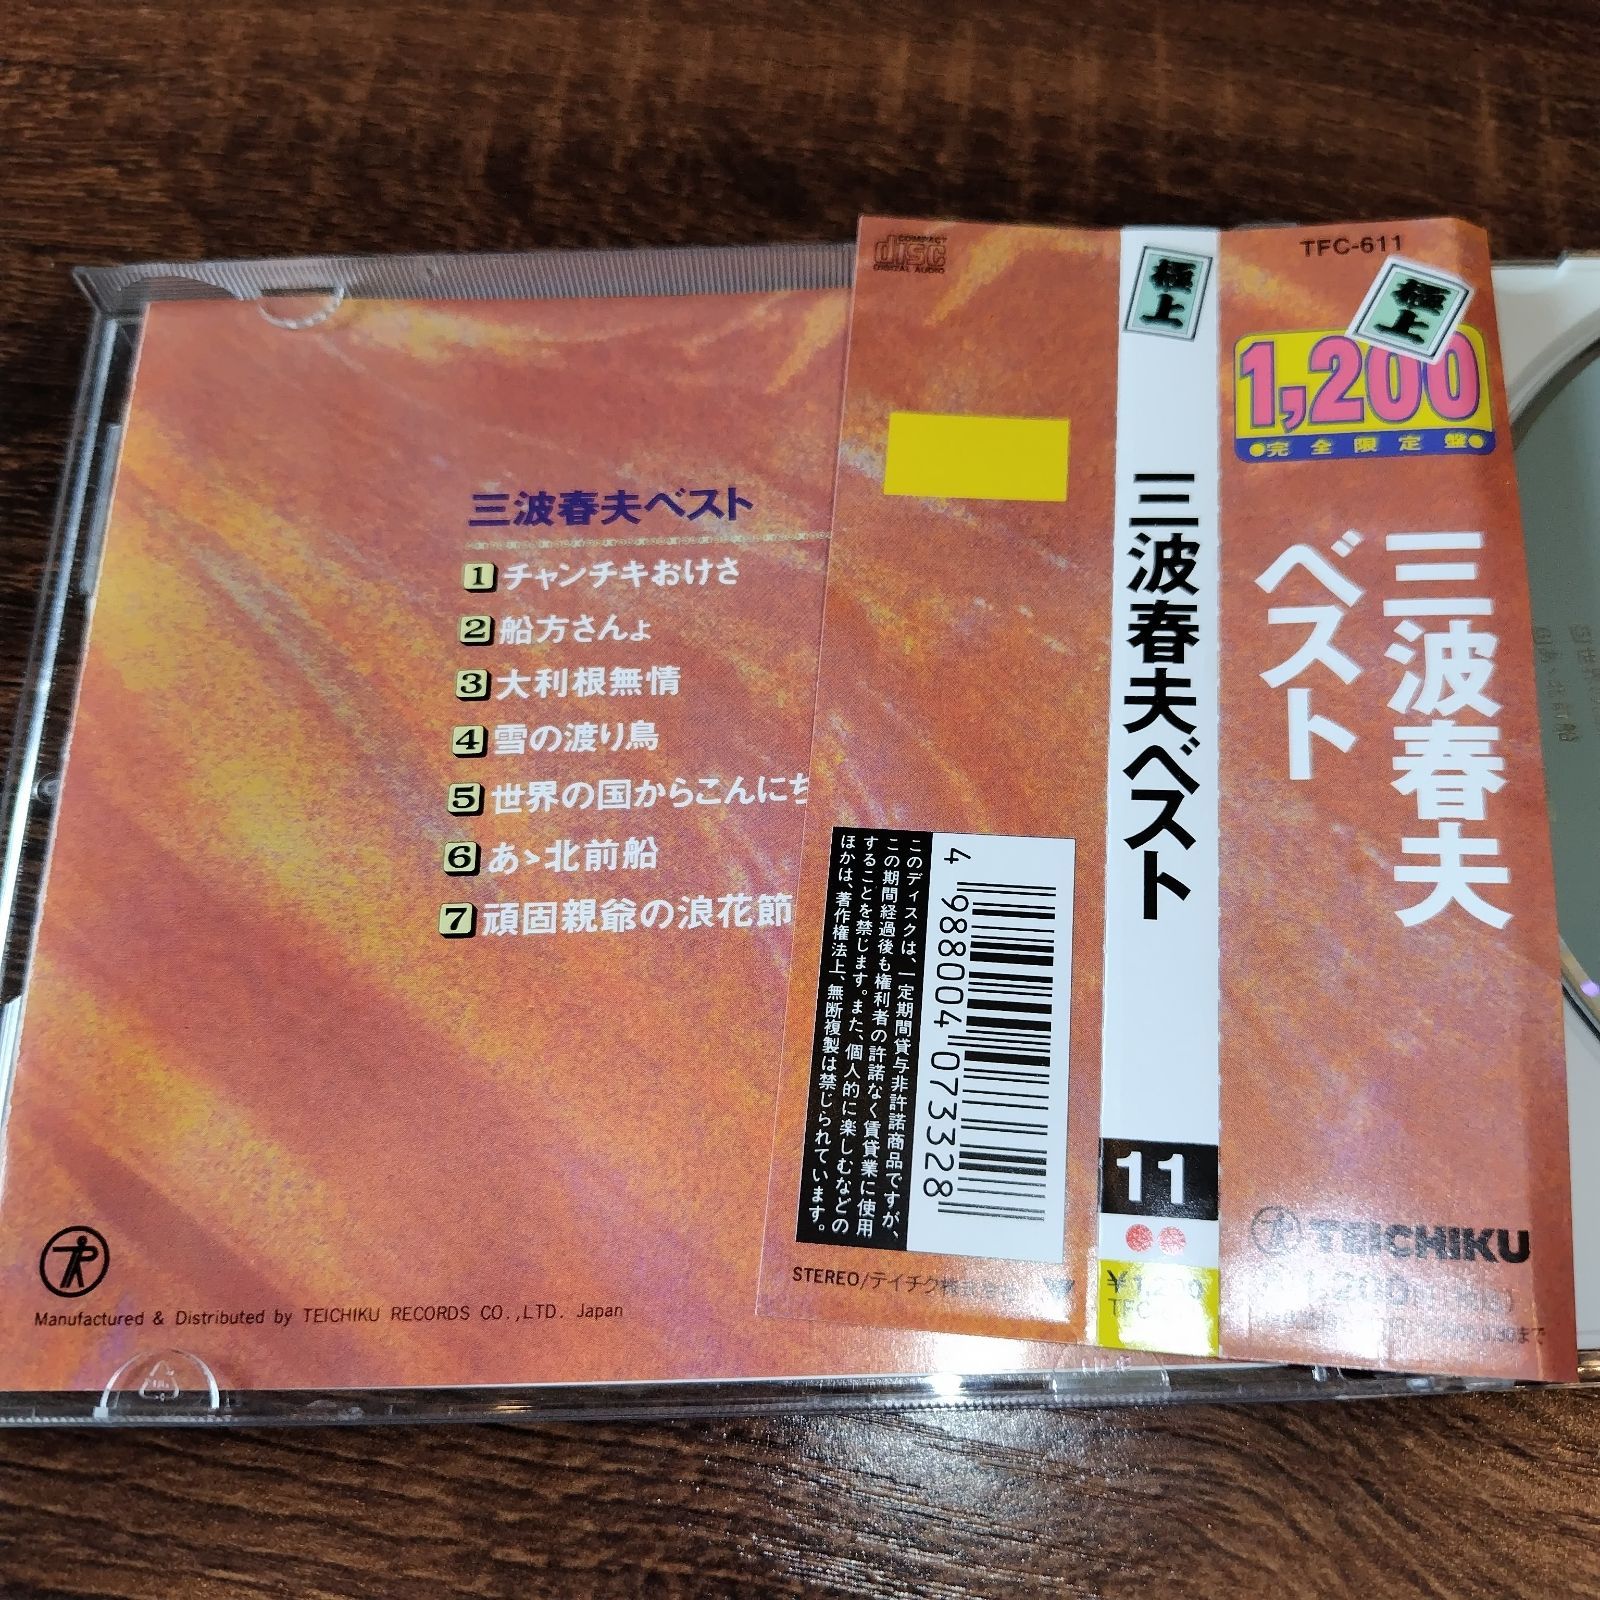 三波春夫ベスト
1 チャンチキおけさ
2 船方さんよ
3 大利根無情
4 雪の渡り鳥
5 世界の国からこんにち
6 あゝ北前船
7 頑固親爺の浪花節
Manufactured & Distributed by TEICHIKU RECORDS CO.,LTD. Japan
COMPACT
disc
DIGITAL AUDIO
4 988004 073328
このディスクは、一定期間貸与非許諾商品ですが、
この期間経過後も権利者の許諾なく賃貸業に使用
することを禁じます。また、個人的に楽しむなどの
ほかは、著作権法上、無断複製は禁じられています。
STEREO/テイチク株式会社
極上
三波春夫ベスト
11
¥1,200
TFC-611
極上
1,200
●完全限定盤●
三波春夫
ベスト
TEICHIKU